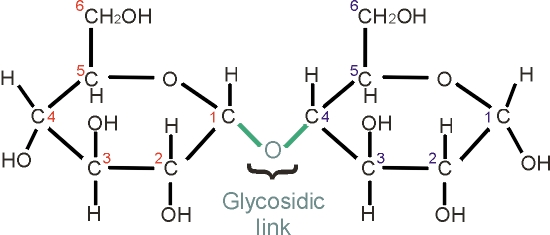 6 CH₂OH 6 CH₂OH
H 5 C O H H 5 C O H
H H
C 4 1 C C 4 C 1
HO OH H O OH H OH
C 3 2 C C 3 2 C
H OH H OH
Glycosidic
link